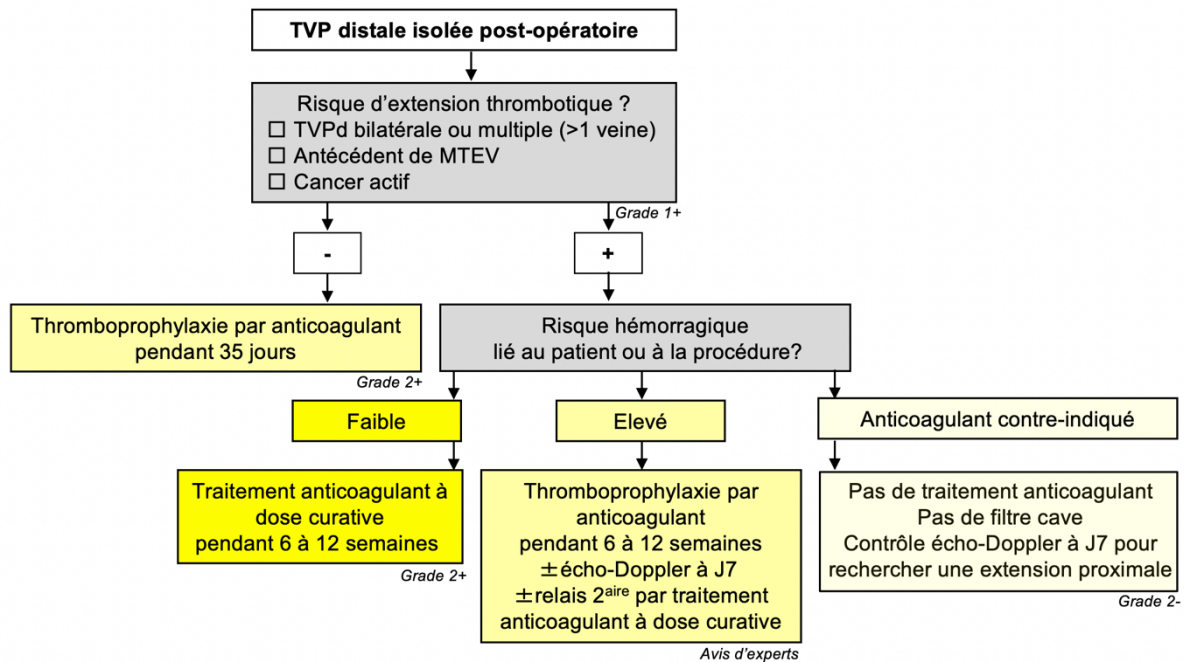 TVP distale isolée post-opératoire
Risque d'extension thrombotique ?
☐ TVPd bilatérale ou multiple (>1 veine)
☐ Antécédent de MTEV
☐ Cancer actif
Grade 1+
-
+
Thromboprophylaxie par anticoagulant
pendant 35 jours
Grade 2+
Risque hémorragique
lié au patient ou à la procédure?
Faible
Elevé
Anticoagulant contre-indiqué
Traitement anticoagulant à
dose curative
pendant 6 à 12 semaines
Grade 2+
Thromboprophylaxie par
anticoagulant
pendant 6 à 12 semaines
±écho-Doppler à J7
±relais 2aire par traitement
anticoagulant à dose curative
Avis d'experts
Pas de traitement anticoagulant
Pas de filtre cave
Contrôle écho-Doppler à J7 pour
rechercher une extension proximale
Grade 2-